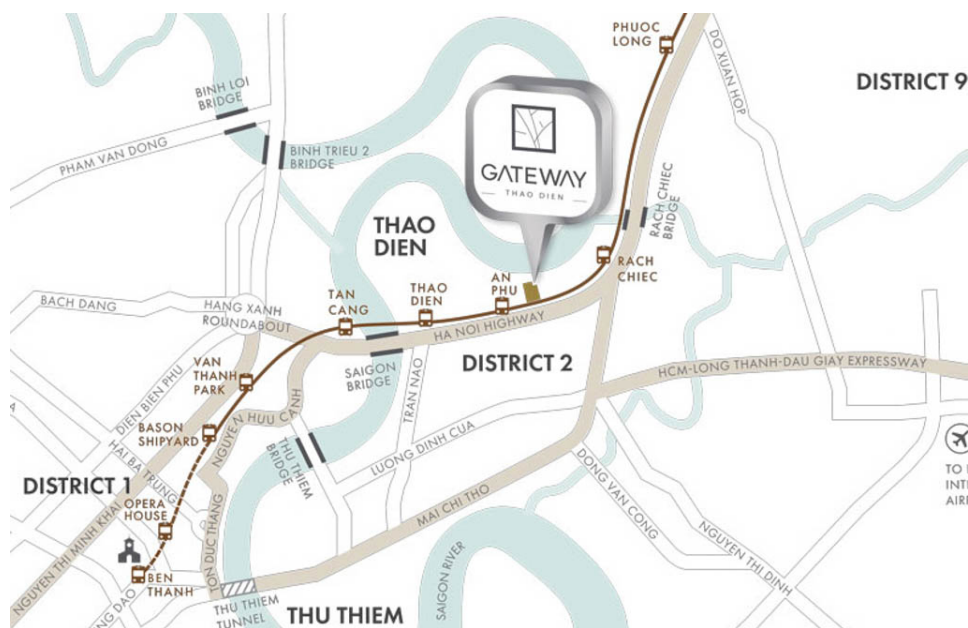 PHUOC
LONG
DO XUAN HOP
DISTRICT 9
BINH LOI
BRIDGE
PHAM VAN DONG
BINH TRIEU 2
BRIDGE
GATEWAY
THAO DIEN
RACH CHIEC
BRIDGE
THAO
DIEN
RACH
CHIEC
AN
PHU
THAO
DIEN
TAN
CANG
BACH DANG
HANG XANH
ROUNDABOUT
HA NOI HIGHWAY
DISTRICT 2
SAIGON
BRIDGE
HCM-LONG THANH-DAU GIAY EXPRESSWAY
VAN
THANH
PARK
DIEN BIEN PHU
NGUYEN HUU CANH
TRAN NAO
BASON
SHIPYARD
HAI BA TRUNG
THU THIEM
BRIDGE
LUONG DINH CUA
DISTRICT 1
OPERA
HOUSE
MAI CHI THO
DONG VAN CONG
NGUYEN THI DINH
NGUYEN THI MINH KHAI
TON DUC THANG
BEN
THANH
THU THIEM
TUNNEL
THU THIEM
SAIGON RIVER
TO
INT
AIR
DAO